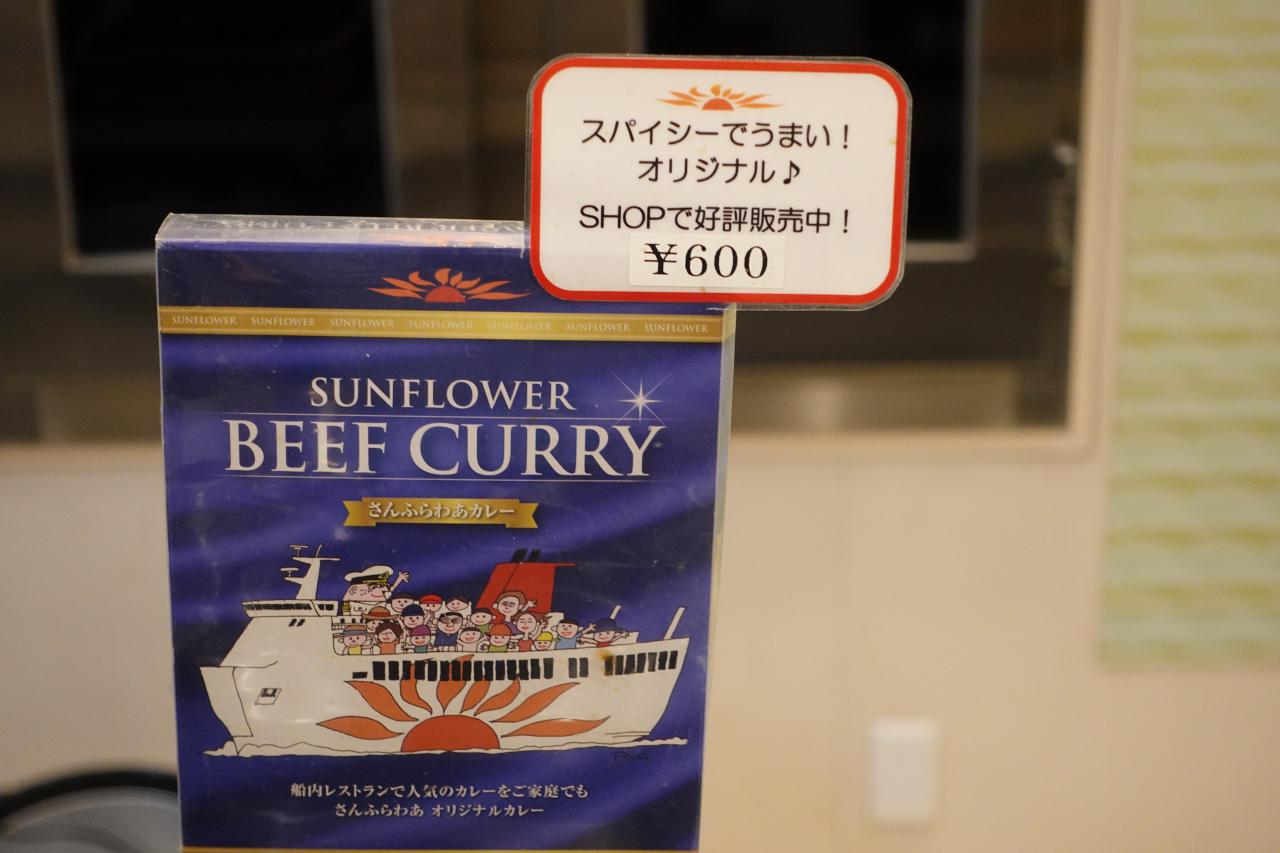 スパイシーでうまい！
オリジナル♪
SHOPで好評販売中！
￥600
SUNFLOWER SUNFLOWER SUNFLOWER SUNFLOWER SUNFLOWER SUNFLOWER SUNFLOWER
SUNFLOWER
BEEF CURRY
さんふらわあカレー
船内レストランで人気のカレーをご家庭でも
さんふらわあ オリジナルカレー